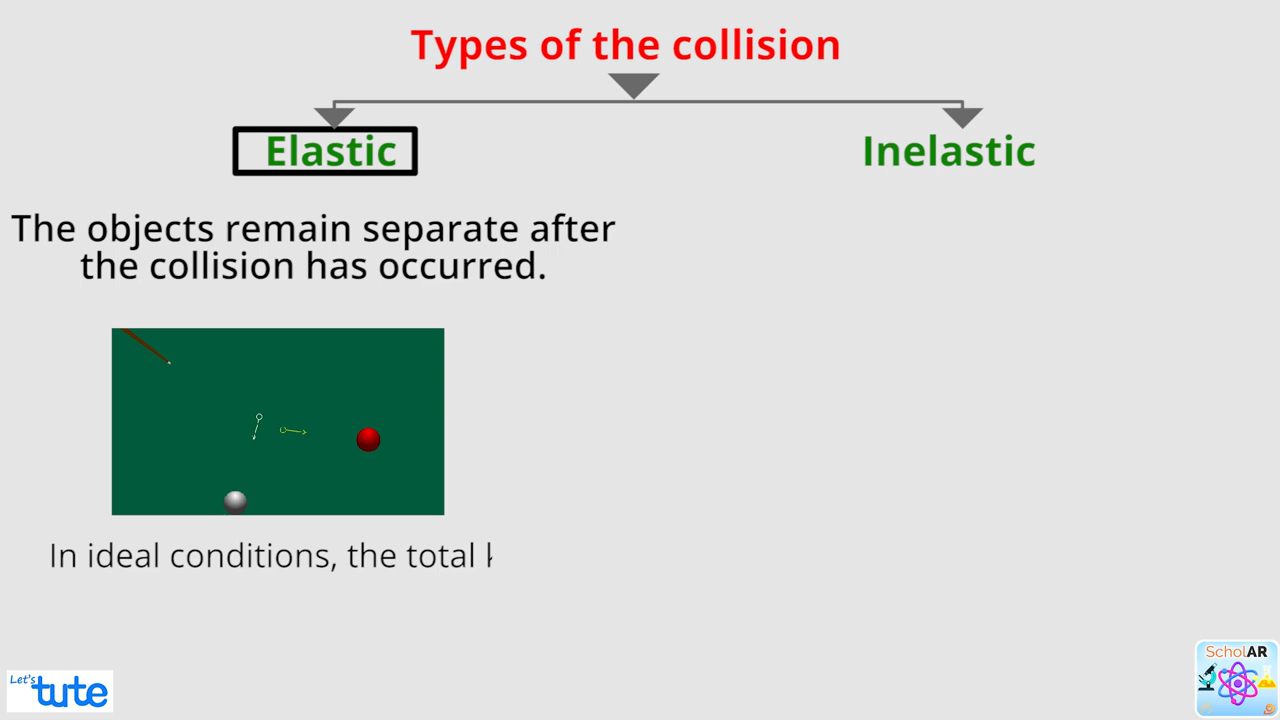 Types of the collision
Elastic
Inelastic
The objects remain separate after
the collision has occurred.
In ideal conditions, the total
Let's
tute
ScholAR